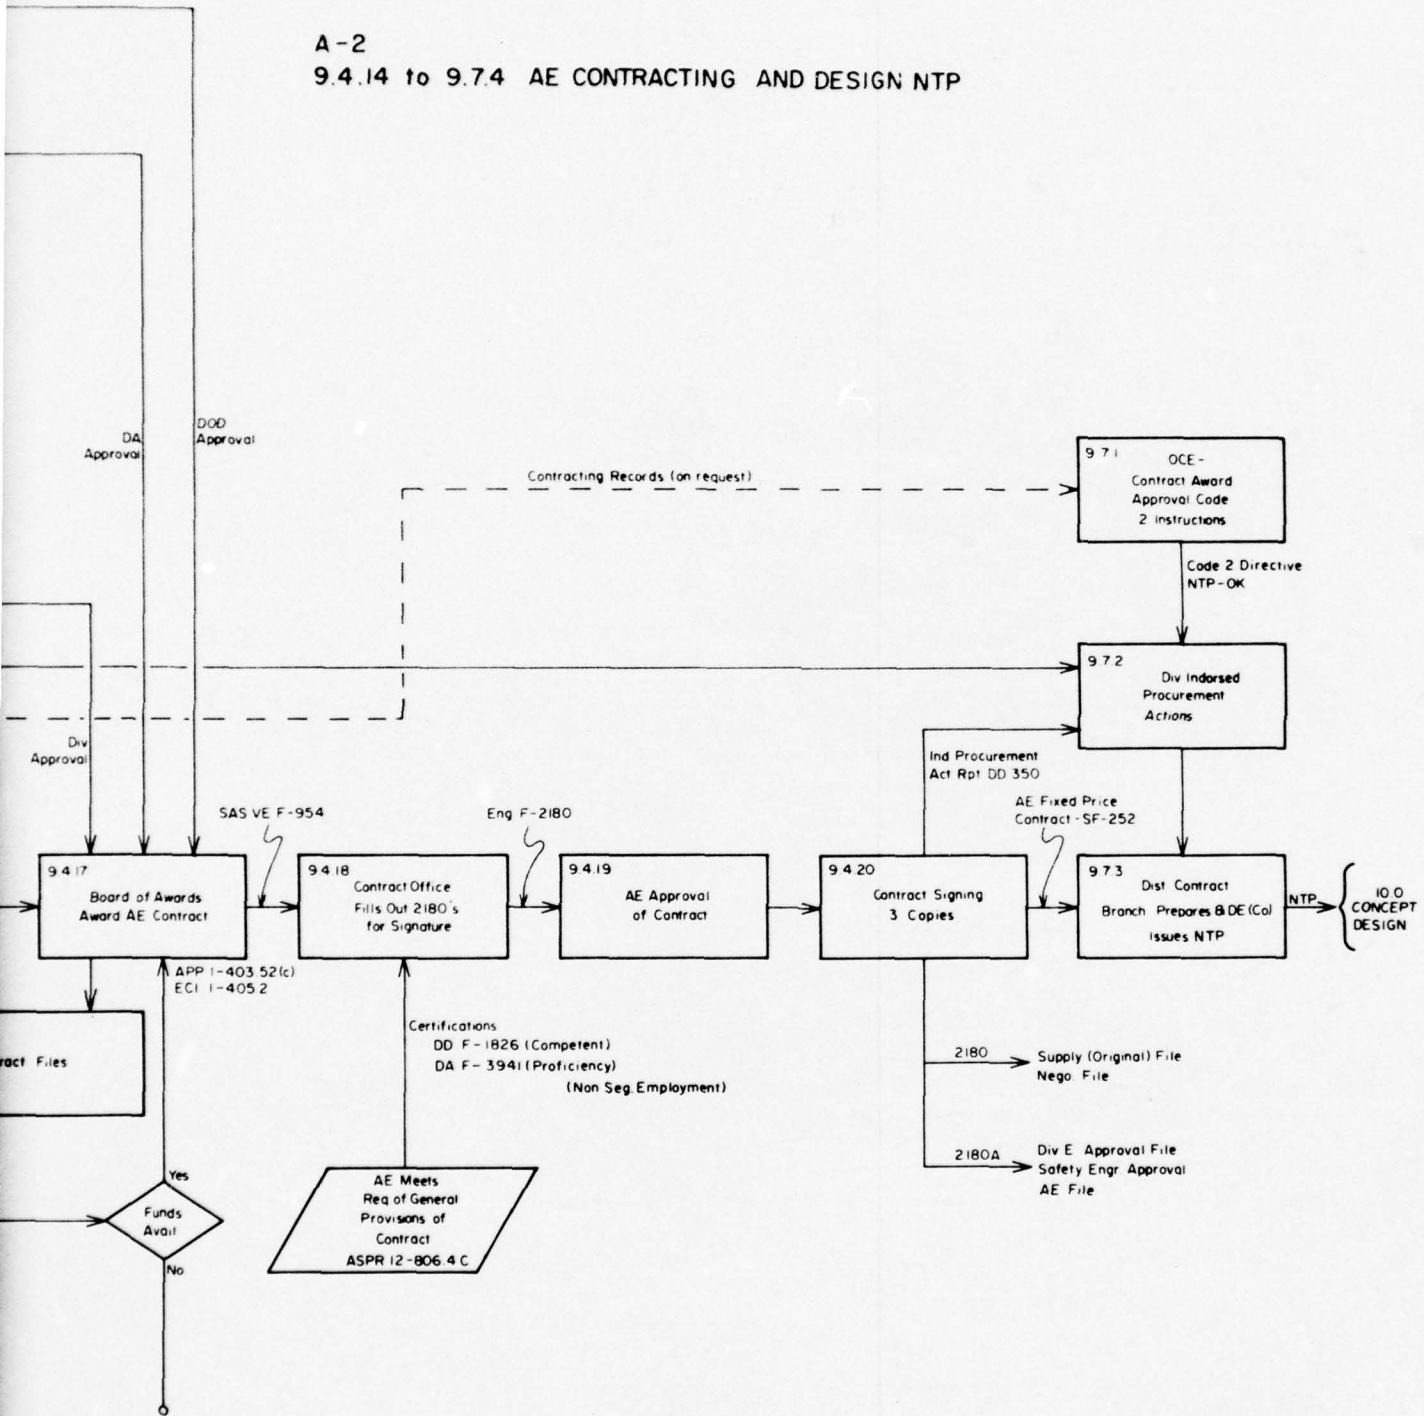 A-2
9.4.14 to 9.7.4 AE CONTRACTING AND DESIGN NTP
DOD
Approval
DA
Approval
Contracting Records (on request)
9.7.1
OCE-
Contract Award
Approval Code
2 Instructions
Code 2 Directive
NTP-OK
9.7.2
Div Indorsed
Procurement
Actions
Div
Approval
Ind Procurement
Act Rpt DD 350
AE Fixed Price
Contract-SF-252
SAS VE F-954
Eng F-2180
9.4.17
Board of Awards
Award AE Contract
9.4.18
Contract Office
Fills Out 2180's
for Signature
9.4.19
AE Approval
of Contract
9.4.20
Contract Signing
3 Copies
9.7.3
Dist Contract
Branch Prepares & DE (Co)
Issues NTP
NTP
10.0
CONCEPT
DESIGN
APP 1-403.52(c)
ECI 1-405.2
ract Files
Certifications
DD F-1826 (Competent)
DA F-3941 (Proficiency)
(Non Seg. Employment)
2180
Supply (Original) File
Nego. File
2180A
Div E. Approval File
Safety Engr. Approval
AE File
Yes
Funds
Avail
No
AE Meets
Req of General
Provisions of
Contract
ASPR 12-806.4 C